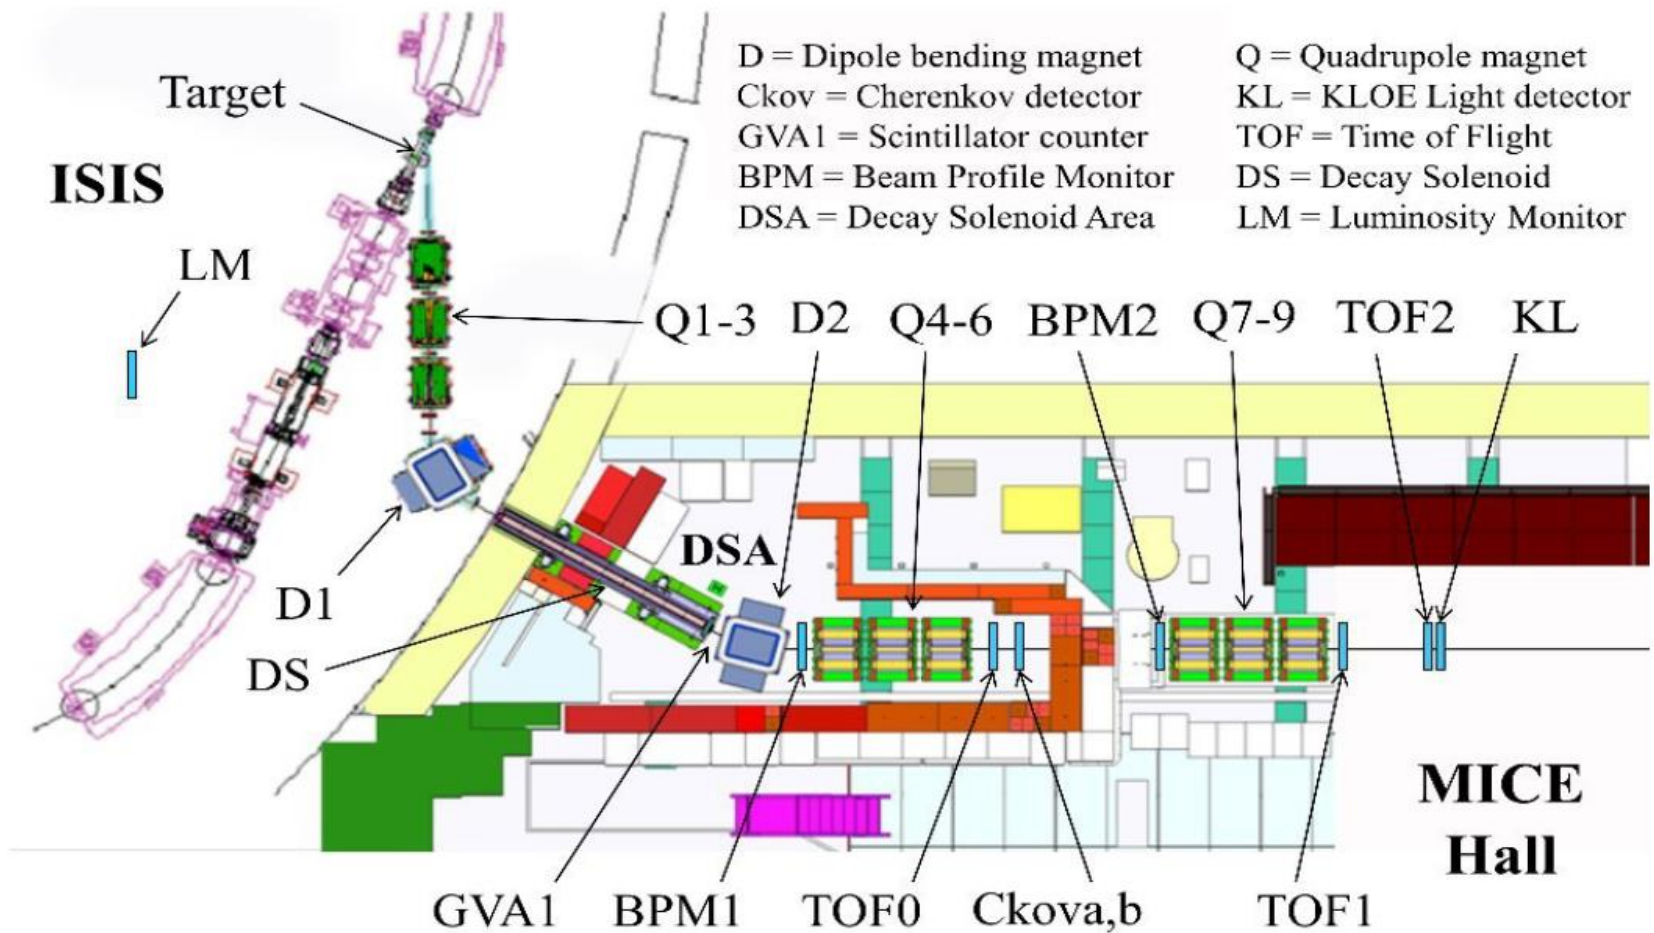 D = Dipole bending magnet
Q = Quadrupole magnet
Ckov = Cherenkov detector
KL = KLOE Light detector
GVA1 = Scintillator counter
TOF = Time of Flight
BPM = Beam Profile Monitor
DS = Decay Solenoid
DSA = Decay Solenoid Area
LM = Luminosity Monitor
Target
ISIS
LM
Q1-3
D2
Q4-6
BPM2
Q7-9
TOF2
KL
DSA
D1
DS
MICE
Hall
GVA1
BPM1
TOF0
Ckova,b
TOF1